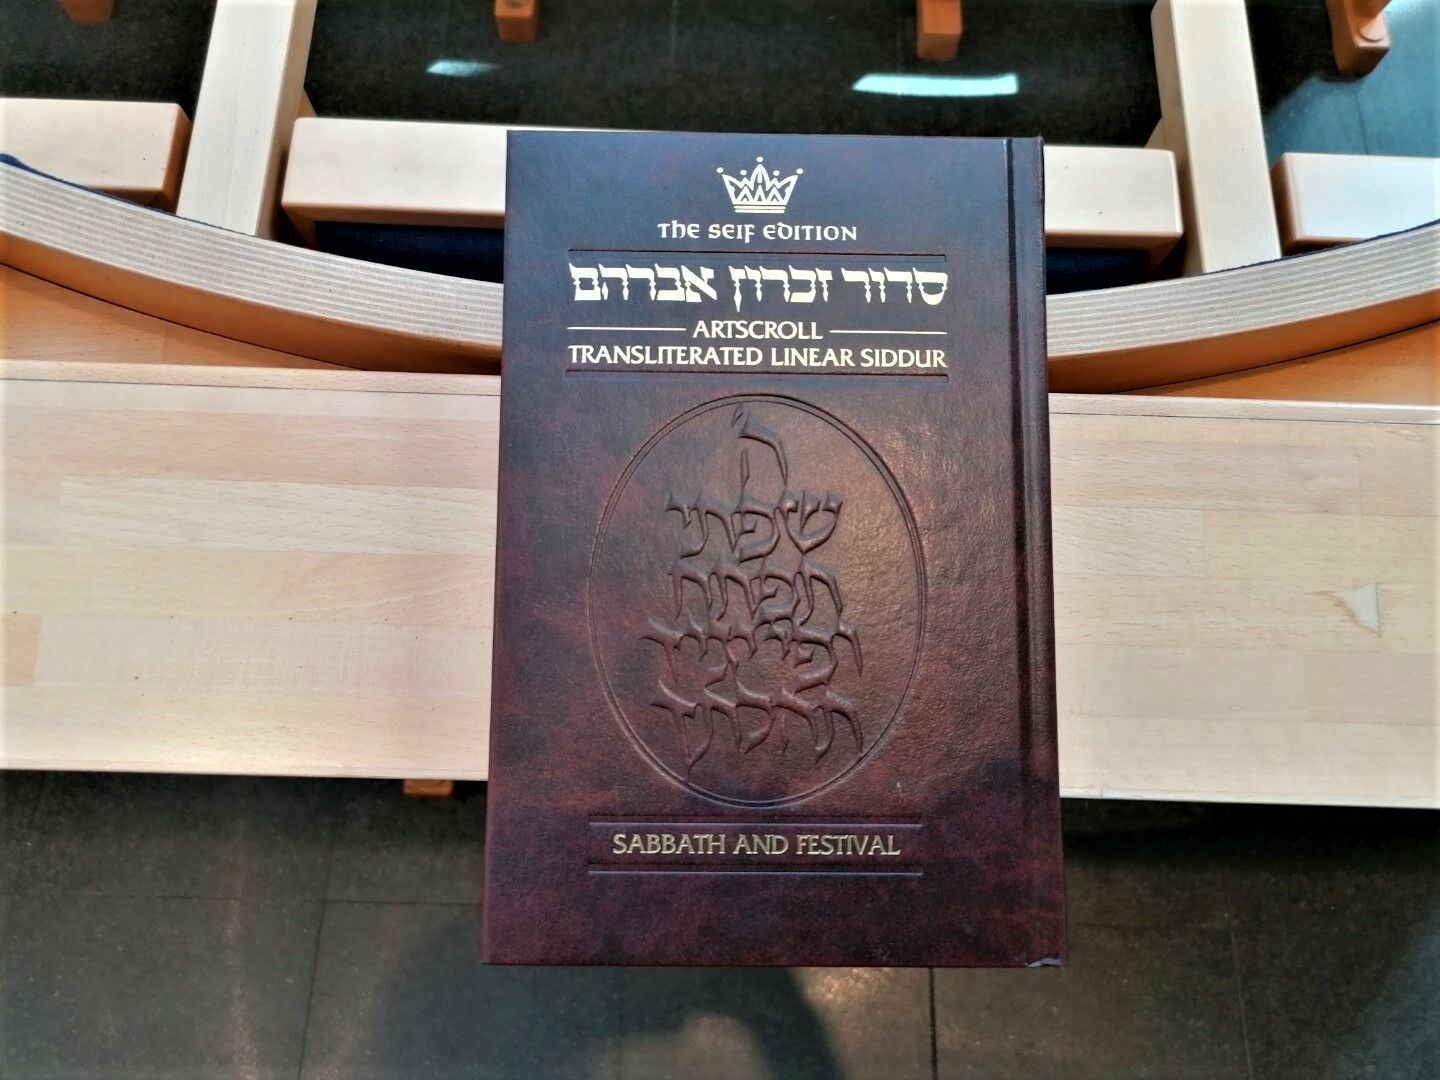 THE SEIF EDITION
סדור זכרון אברהם
ARTSCROLL
TRANSLITERATED LINEAR SIDDUR
ה'
שפתי
תפתח
ופי יגיד
תהלתך
SABBATH AND FESTIVAL